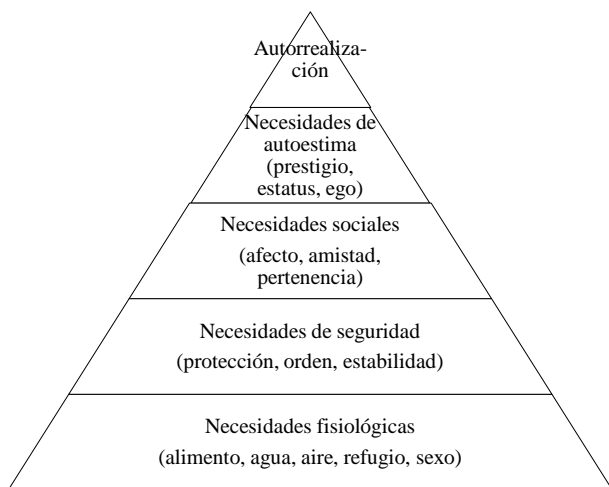 Autorrealiza-
ción
Necesidades de
autoestima
(prestigio,
estatus, ego)
Necesidades sociales
(afecto, amistad,
pertenencia)
Necesidades de seguridad
(protección, orden, estabilidad)
Necesidades fisiológicas
(alimento, agua, aire, refugio, sexo)